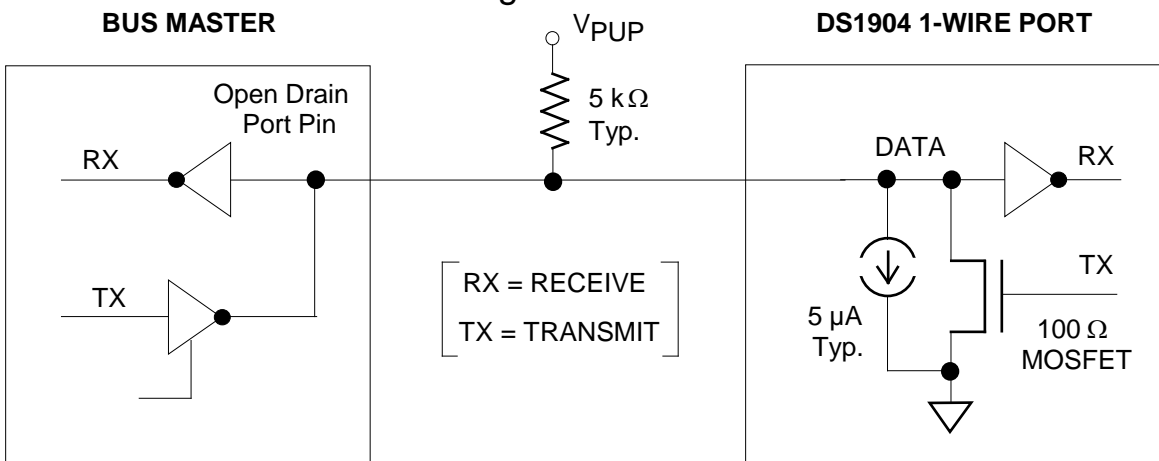 BUS MASTER
VPUP
DS1904 1-WIRE PORT
5 kΩ
Typ.
Open Drain
Port Pin
RX
DATA
RX
TX
RX = RECEIVE
TX = TRANSMIT
5 µA
Typ.
TX
100 Ω
MOSFET